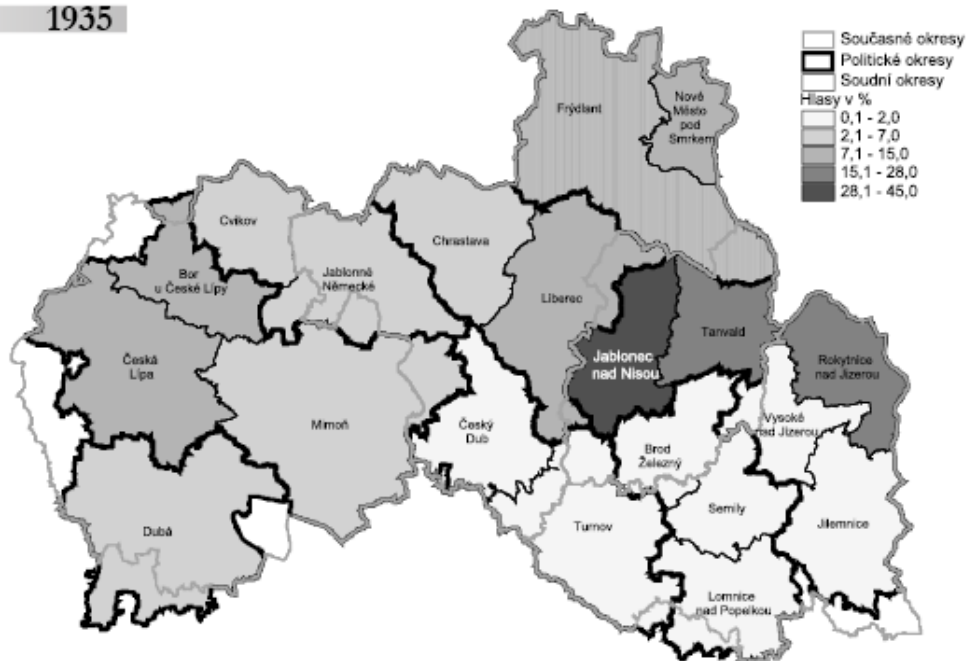 1935
Současné okresy
Politické okresy
Soudní okresy
Hlasy v %
0,1 - 2,0
2,1 - 7,0
7,1 - 15,0
15,1 - 28,0
28,1 - 45,0
Frýdlant
Nové
Město
pod
Smrkem
Cvikov
Chrastava
Bor
u České Lípy
Jablonné
Německé
Liberec
Tanvald
Jablonec
nad Nisou
Rokytnice
nad Jizerou
Česká
Lípa
Mimoň
Český
Dub
Vysoké
nad Jizerou
Brod
Železný
Semily
Jilemnice
Turnov
Dubá
Lomnice
nad Popelkou